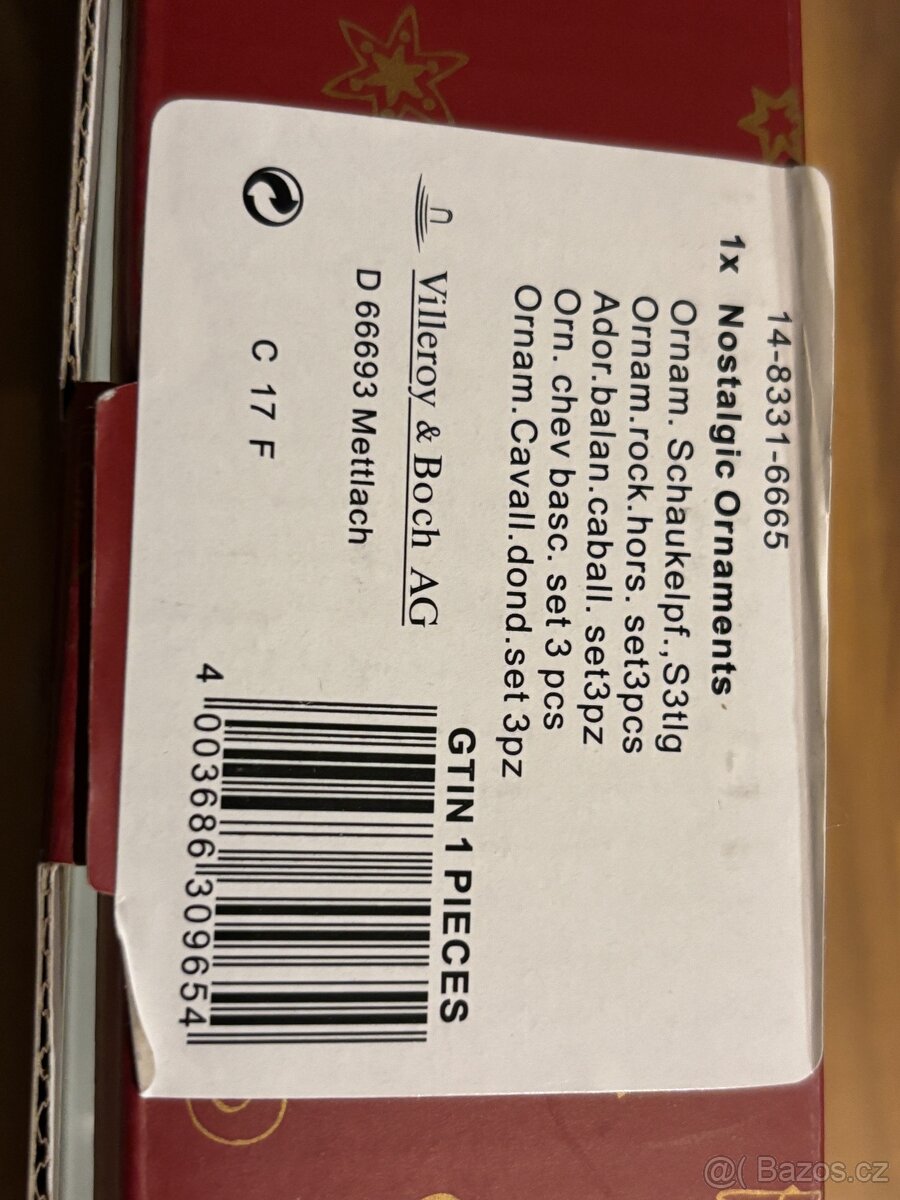 14-8331-6665
1x Nostalgic Ornaments
Ornam. Schaukelpf.,S3tlg
Ornam.rock.hors. set3pcs
Ador.balan.caball. set3pz
Orn. chev basc. set 3 pcs
Ornam.Cavall.dond.set 3pz
Villeroy & Boch AG
D 66693 Mettlach
C 17 F
GTIN 1 PIECES
4 003686 309654
@( Bazos.cz